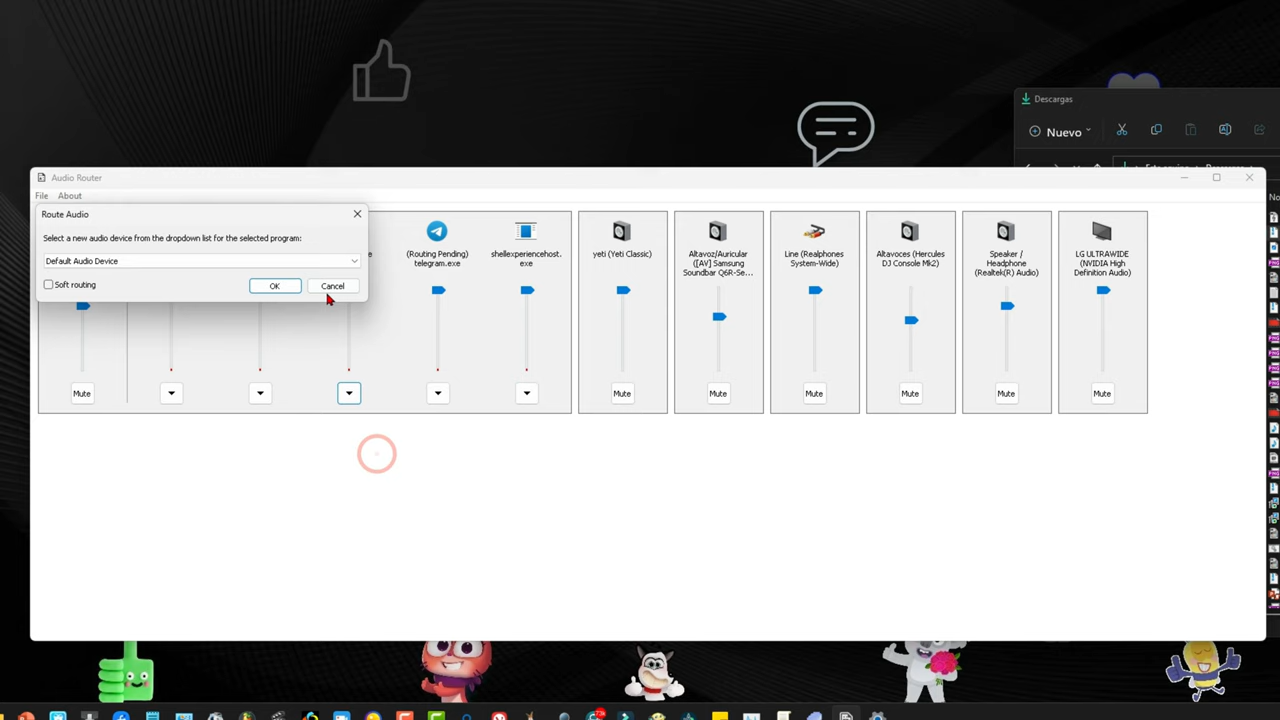 Descargas
Nuevo
Audio Router
File About
Route Audio
Select a new audio device from the dropdown list for the selected program:
Default Audio Device
Soft routing
OK
Cancel
e
(Routing Pending)
telegram.exe
shellexperiencehost.
exe
yeti (Yeti Classic)
Altavoz/Auricular
([AV] Samsung
Soundbar Q6R-Se...
Line (Realphones
System-Wide)
Altavoces (Hercules
DJ Console Mk2)
Speaker /
Headphone
(Realtek(R) Audio)
LG ULTRAWIDE
(NVIDIA High
Definition Audio)
Mute
Mute
Mute
Mute
Mute
Mute
Mute
No